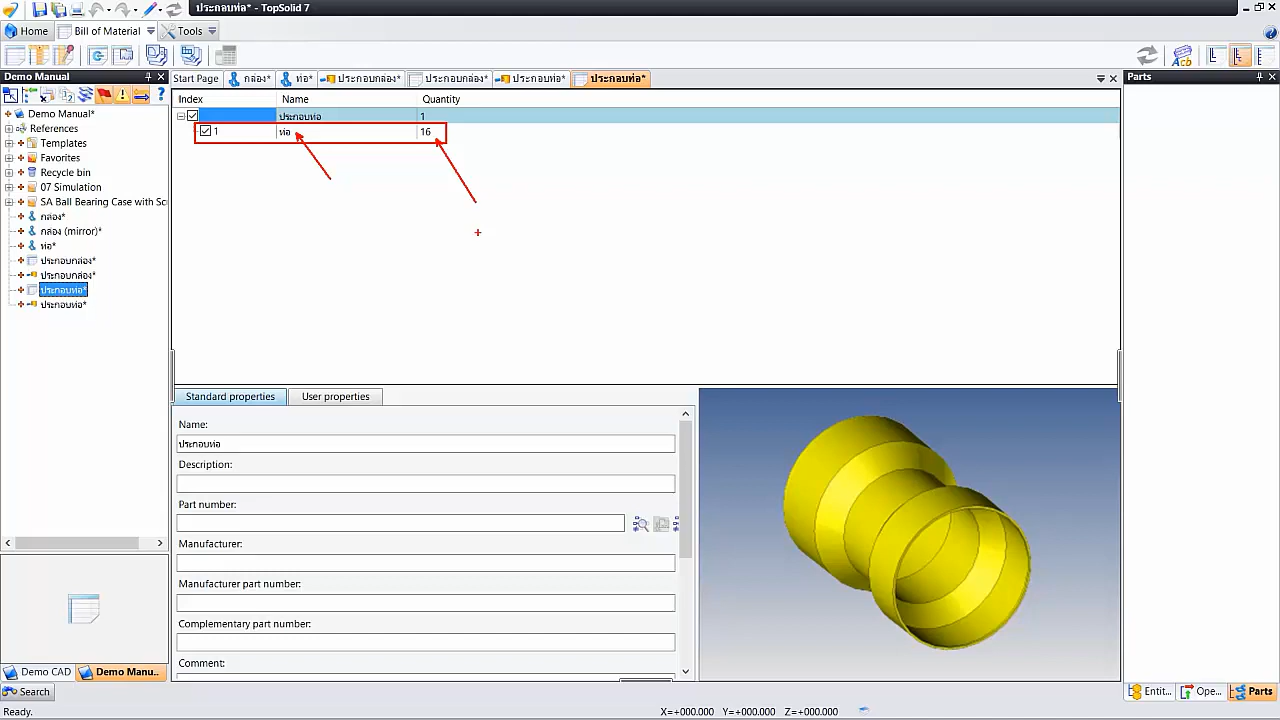 ประกอบท่อ* - TopSolid 7
Home Bill of Material Tools
Demo Manual
Start Page กล่อง* ท่อ* ประกอบกล่อง* ประกอบกล่อง* ประกอบท่อ* ประกอบท่อ*
Parts
Index Name Quantity
ประกอบท่อ 1
1 ท่อ 16
Demo Manual*
References
Templates
Favorites
Recycle bin
07 Simulation
SA Ball Bearing Case with Sc
กล่อง*
กล่อง (mirror)*
ท่อ*
ประกอบกล่อง*
ประกอบกล่อง*
ประกอบท่อ*
ประกอบท่อ*
Standard properties User properties
Name:
ประกอบท่อ
Description:
Part number:
Manufacturer:
Manufacturer part number:
Complementary part number:
Comment:
Demo CAD Demo Manu..
Entit... Ope... Parts
Search
Ready.
X=+000.000 Y=+000.000 Z=+000.000